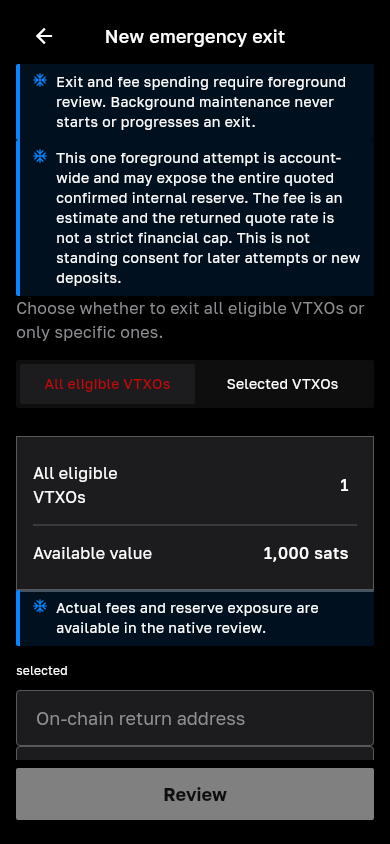 New emergency exit
Exit and fee spending require foreground
review. Background maintenance never
starts or progresses an exit.
This one foreground attempt is account-
wide and may expose the entire quoted
confirmed internal reserve. The fee is an
estimate and the returned quote rate is
not a strict financial cap. This is not
standing consent for later attempts or new
deposits.
Choose whether to exit all eligible VTXOs or
only specific ones.
All eligible VTXOs
Selected VTXOs
All eligible
VTXOs
1
Available value
1,000 sats
Actual fees and reserve exposure are
available in the native review.
selected
On-chain return address
Review